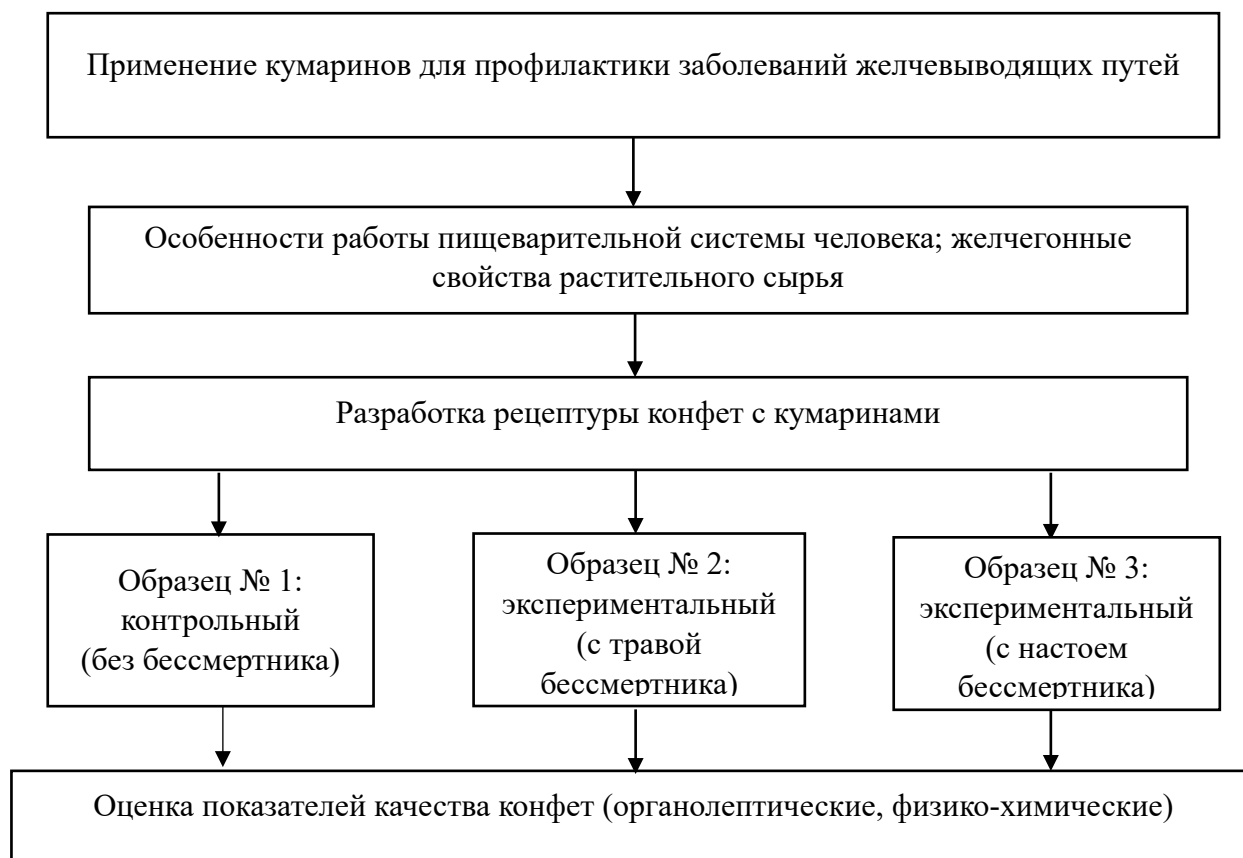 Применение кумаринов для профилактики заболеваний желчевыводящих путей
Особенности работы пищеварительной системы человека; желчегонные
свойства растительного сырья
Разработка рецептуры конфет с кумаринами
Образец № 1:
контрольный
(без бессмертника)
Образец № 2:
экспериментальный
(с травой
бессмертника)
Образец № 3:
экспериментальный
(с настоем
бессмертника)
Оценка показателей качества конфет (органолептические, физико-химические)